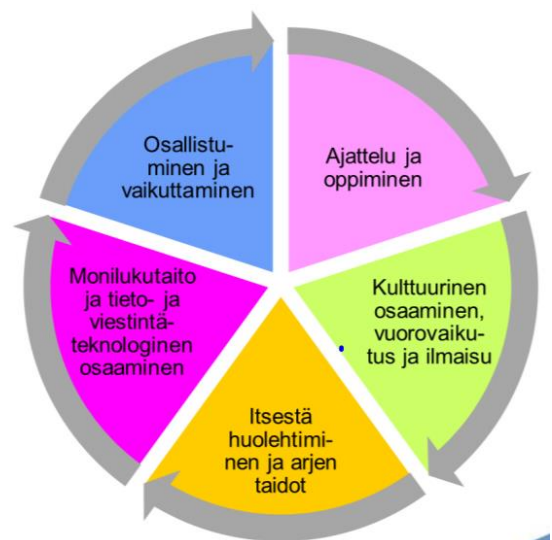 Osallistu-
minen ja
vaikuttaminen
Ajattelu ja
oppiminen
Kulttuurinen
osaaminen,
vuorovaiku-
tus ja ilmaisu
Itsestä
huolehtimi-
nen ja arjen
taidot
Monilukutaito
ja tieto- ja
viestintä-
teknologinen
osaaminen